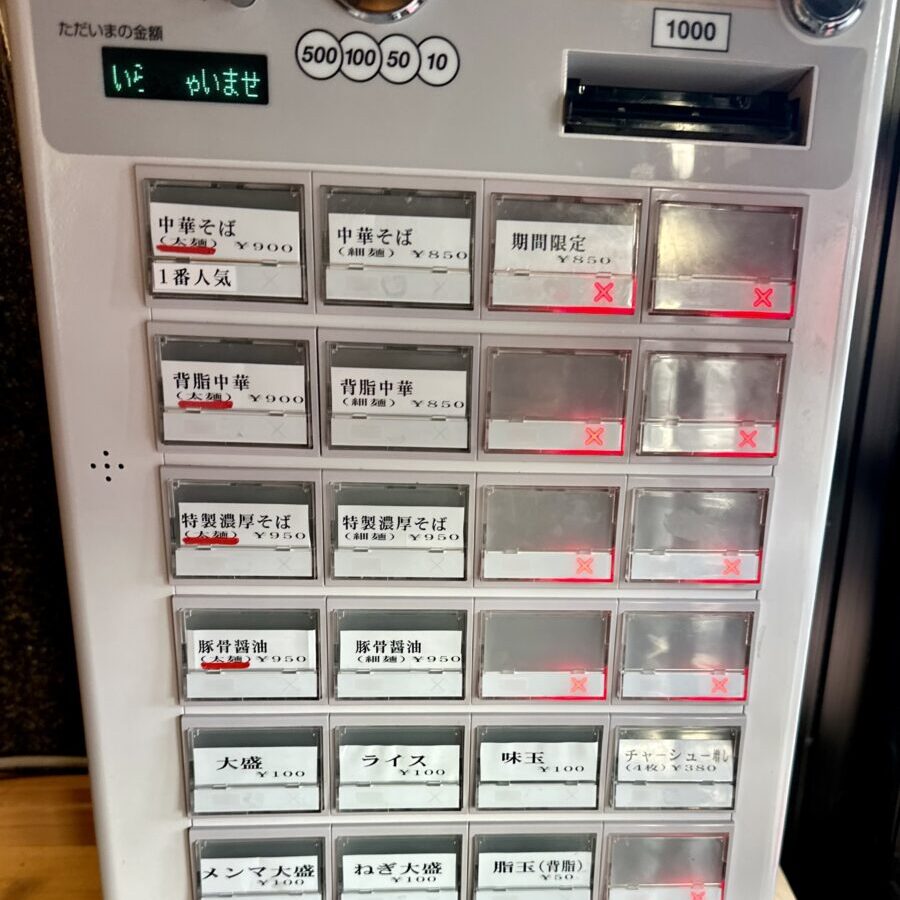 ただいまの金額
いら ゃいませ
500 100 50 10
1000
中華そば
(太麺) ¥900
1番人気
中華そば
(細麺) ¥850
期間限定
¥850
背脂中華
(太麺) ¥900
背脂中華
(細麺) ¥850
特製濃厚そば
(太麺) ¥950
特製濃厚そば
(細麺) ¥950
豚骨醤油
(太麺) ¥950
豚骨醤油
(細麺) ¥950
大盛
¥100
ライス
¥100
味玉
¥100
チャーシュー増し
(4枚) ¥380
メンマ大盛
¥100
ねぎ大盛
¥100
脂玉(背脂)
¥50